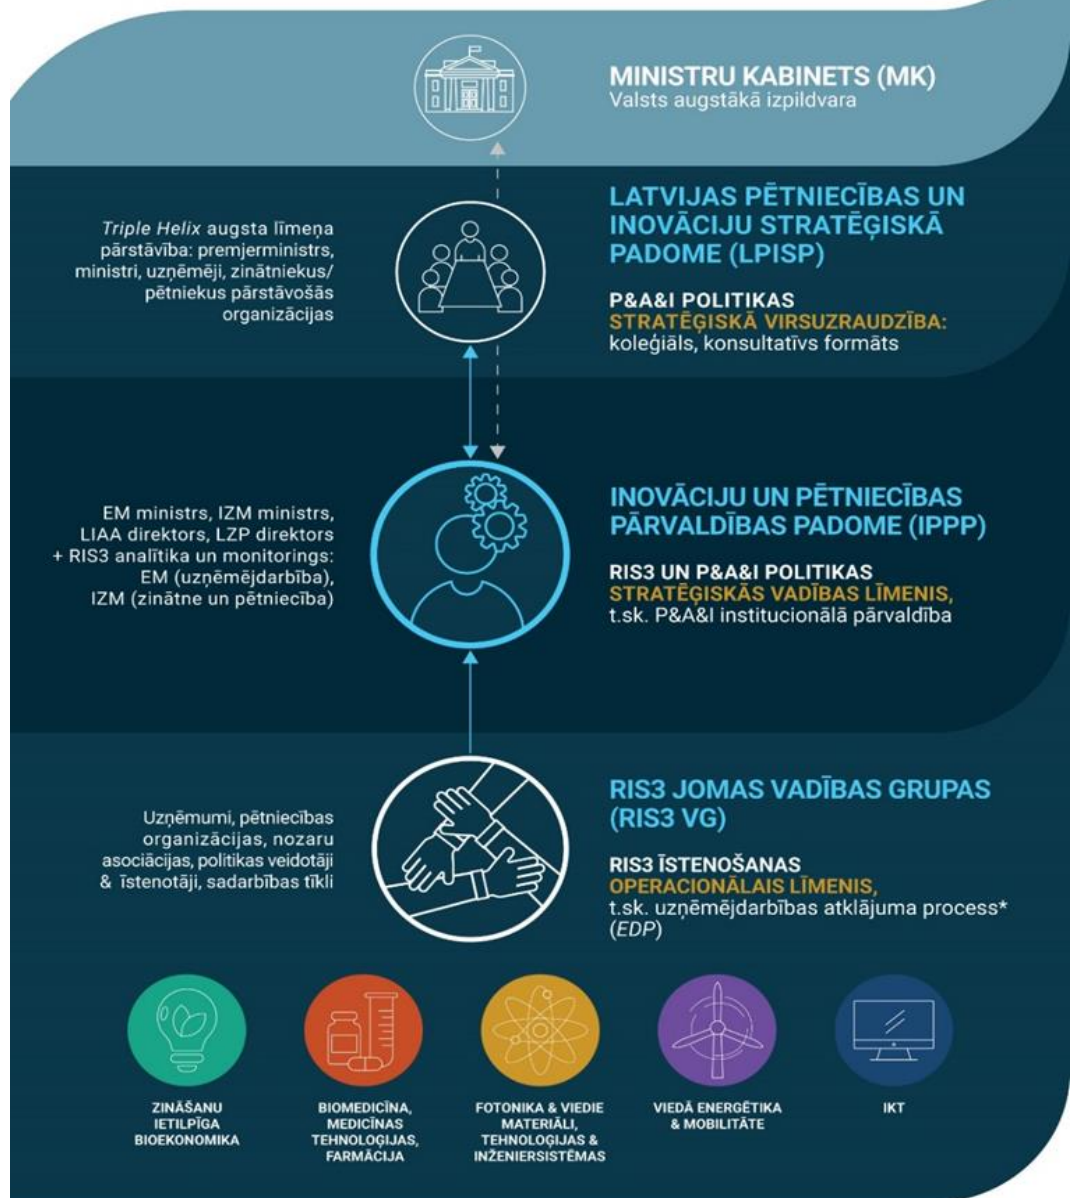 MINISTRU KABINETS (MK)
Valsts augstākā izpildvara
Triple Helix augsta līmeņa
pārstāvība: premjerministrs,
ministri, uzņēmēji, zinātniekus/
pētniekus pārstāvošās
organizācijas
LATVIJAS PĒTNIECĪBAS UN
INOVĀCIJU STRATĒĢISKĀ
PADOME (LPISP)
P&A&I POLITIKAS
STRATĒĢISKĀ VIRSUZRAUDZĪBA:
koleģiāls, konsultatīvs formāts
EM ministrs, IZM ministrs,
LIAA direktors, LZP direktors
+ RIS3 analītika un monitorings:
EM (uzņēmējdarbība),
IZM (zinātne un pētniecība)
INOVĀCIJU UN PĒTNIECĪBAS
PĀRVALDĪBAS PADOME (IPPP)
RIS3 UN P&A&I POLITIKAS
STRATĒĢISKĀS VADĪBAS LĪMENIS,
t.sk. P&A&I institucionālā pārvaldība
Uzņēmumi, pētniecības
organizācijas, nozaru
asociācijas, politikas veidotāji
& īstenotāji, sadarbības tīkli
RIS3 JOMAS VADĪBAS GRUPAS
(RIS3 VG)
RIS3 ĪSTENOŠANAS
OPERACIONĀLAIS LĪMENIS,
t.sk. uzņēmējdarbības atklājuma process*
(EDP)
ZINĀŠANU
IETILPĪGA
BIOEKONOMIKA
BIOMEDICĪNA,
MEDICĪNAS
TEHNOLOĢIJAS,
FARMĀCIJA
FOTONIKA & VIEDIE
MATERIĀLI,
TEHNOLOĢIJAS &
INŽENIERSISTĒMAS
VIEDĀ ENERGĒTIKA
& MOBILITĀTE
IKT